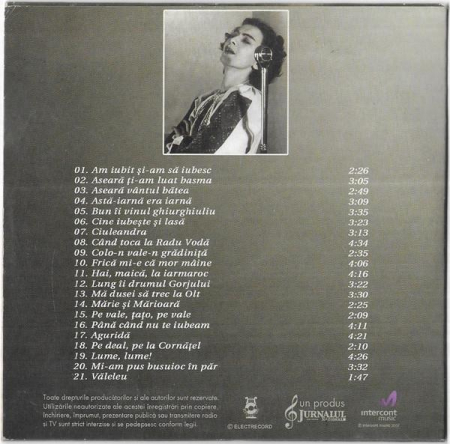 01. Am iubit şi-am să iubesc 2:26
02. Aseară ţi-am luat basma 3:05
03. Aseară vântul bătea 2:49
04. Astă-iarnă era iarnă 3:09
05. Bun îi vinul ghiurghiuliu 3:35
06. Cine iubeşte şi lasă 3:23
07. Ciuleandra 3:13
08. Când toca la Radu Vodă 4:34
09. Colo-n vale-n grădiniţă 2:35
10. Frică mi-e că mor mâine 4:06
11. Hai, maică, la iarmaroc 4:16
12. Lung îi drumul Gorjului 3:22
13. Mă dusei să trec la Olt 3:30
14. Mărie şi Mărioară 2:25
15. Pe vale, taţo, pe vale 2:09
16. Până când nu te iubeam 4:11
17. Aguridă 4:21
18. Pe deal, pe la Cornăţel 2:10
19. Lume, lume! 4:26
20. Mi-am pus busuioc în păr 3:32
21. Văleleu 1:47
Toate drepturile producătorilor şi ale autorilor sunt rezervate.
Utilizările neautorizate ale acestei înregistrări prin copiere,
închiriere, împrumut, prezentare publică sau transmitere radio
şi TV sunt strict interzise si se pedepsesc conform legii.
ELECTRECORD
un produs
JURNALUL
intercont
music